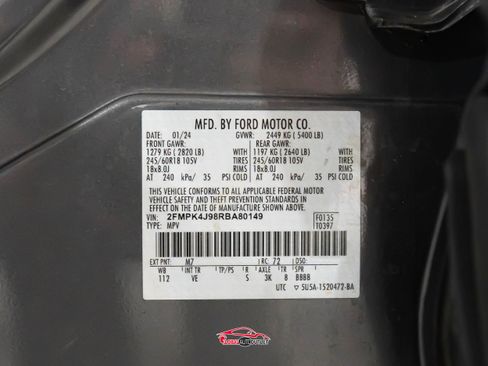 MFD. BY FORD MOTOR CO.
DATE: 01/24 GVWR: 2449 KG ( 5400 LB)
FRONT GAWR: REAR GAWR:
1279 KG ( 2820 LB) WITH 1197 KG ( 2640 LB) WITH
245/60R18 105V TIRES 245/60R18 105V TIRES
18x8.0J RIMS 18x8.0J RIMS
AT 240 kPa/ 35 PSI COLD AT 240 kPa/ 35 PSI COLD
THIS VEHICLE CONFORMS TO ALL APPLICABLE FEDERAL MOTOR
VEHICLE SAFETY AND THEFT PREVENTION STANDARDS IN
EFFECT ON THE DATE OF MANUFACTURE SHOWN ABOVE.
VIN: 2FMPK4J98RBA80149 F0135
TYPE: MPV T0397
EXT PNT: M7 RC: 72 DSO:
WB INT TR TP/PS R AXLE TR SPR
112 VE S 3K 8 BBBB
UTC 5U5A-1520472-BA